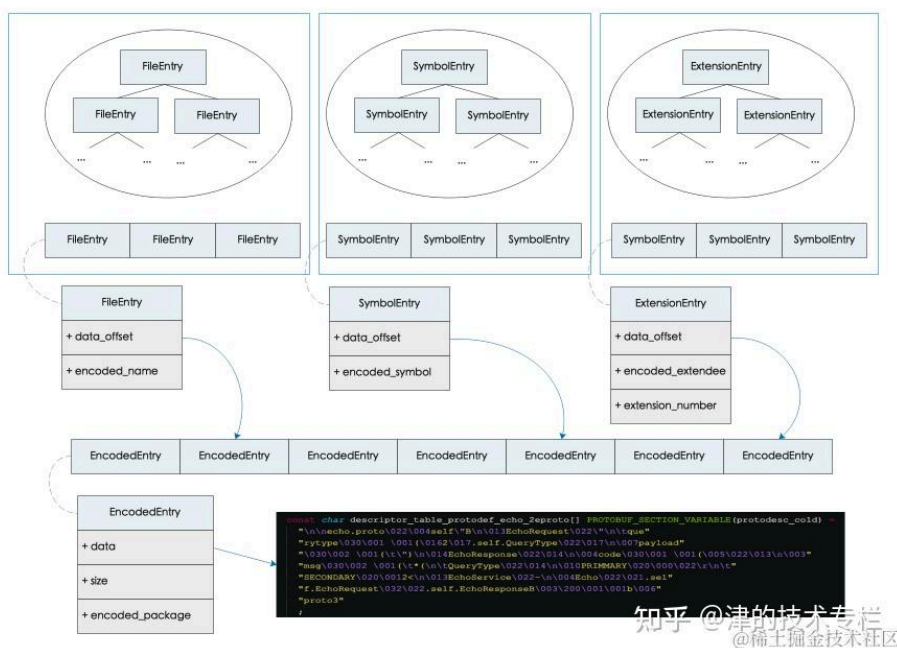 FileEntry
FileEntry
FileEntry
...
...
...
...
SymbolEntry
SymbolEntry
SymbolEntry
...
...
...
...
ExtensionEntry
ExtensionEntry
ExtensionEntry
...
...
...
...
FileEntry FileEntry FileEntry
SymbolEntry SymbolEntry SymbolEntry
SymbolEntry SymbolEntry SymbolEntry
FileEntry
+ data_offset
+ encoded_name
SymbolEntry
+ data_offset
+ encoded_symbol
ExtensionEntry
+ data_offset
+ encoded_extendee
+ extension_number
EncodedEntry EncodedEntry EncodedEntry EncodedEntry EncodedEntry EncodedEntry EncodedEntry
EncodedEntry
+ data
+ size
+ encoded_package
const char descriptor_table_protodef_echo_2eproto[] PROTOBUF_SECTION_VARIABLE(protodesc_cold) =
"\n\necho.proto\022\004self\"B\n\013EchoRequest\022\"\n\tque"
"rytype\030\001 \001(\0162\017.self.QueryType\022\017\n\007payload"
"\030\002 \001(\t\")\n\014EchoResponse\022\014\n\004code\030\001 \001(\005\022\013\n\003"
"msg\030\002 \001(\t*(\n\tQueryType\022\014\n\010PRIMMARY\020\000\022\r\n\t"
"SECONDARY\020\0012<\n\013EchoService\022-\n\004Echo\022\021.sel"
"f.EchoRequest\032\022.self.EchoResponseB\003\200\001\001b\006"
"proto3"
;
知乎 @津的技术专栏
@稀土掘金技术社区